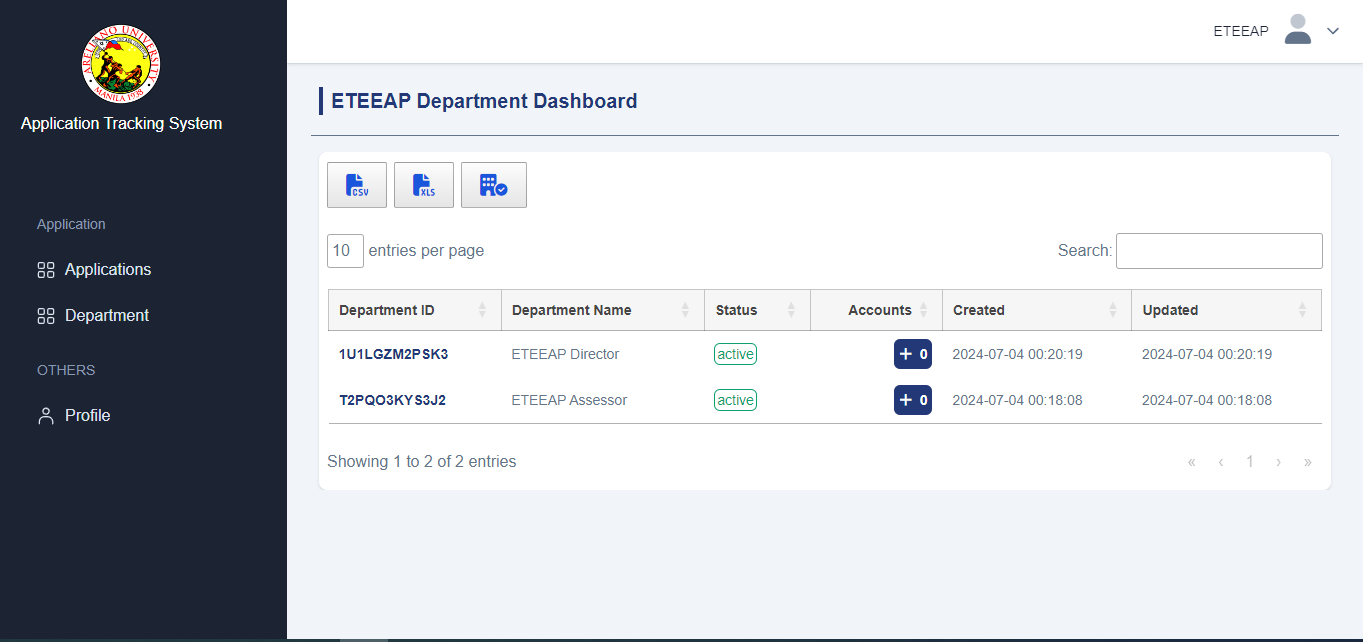 ARELLANO UNIVERSITY
MANILA 1938
Application Tracking System
Application
Applications
Department
OTHERS
Profile
ETEEAP
ETEEAP Department Dashboard
CSV XLS
10 entries per page
Search:
Department ID Department Name Status Accounts Created Updated
1U1LGZM2PSK3 ETEEAP Director active + 0 2024-07-04 00:20:19 2024-07-04 00:20:19
T2PQO3KYS3J2 ETEEAP Assessor active + 0 2024-07-04 00:18:08 2024-07-04 00:18:08
Showing 1 to 2 of 2 entries
« ‹ 1 › »